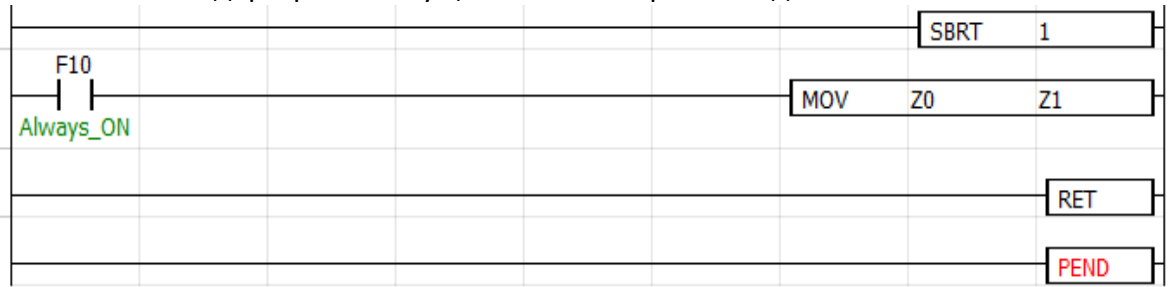 SBRT 1
F10
MOV Z0 Z1
Always_ON
RET
PEND